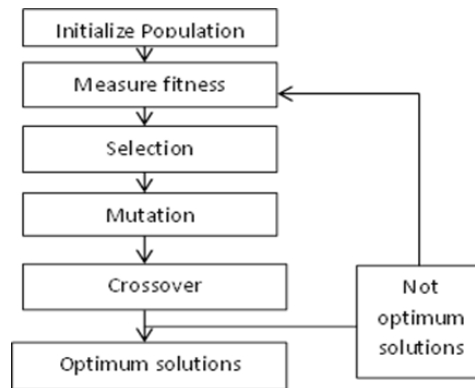 Initialize Population
Measure fitness
Selection
Mutation
Crossover
Optimum solutions
Not
optimum
solutions